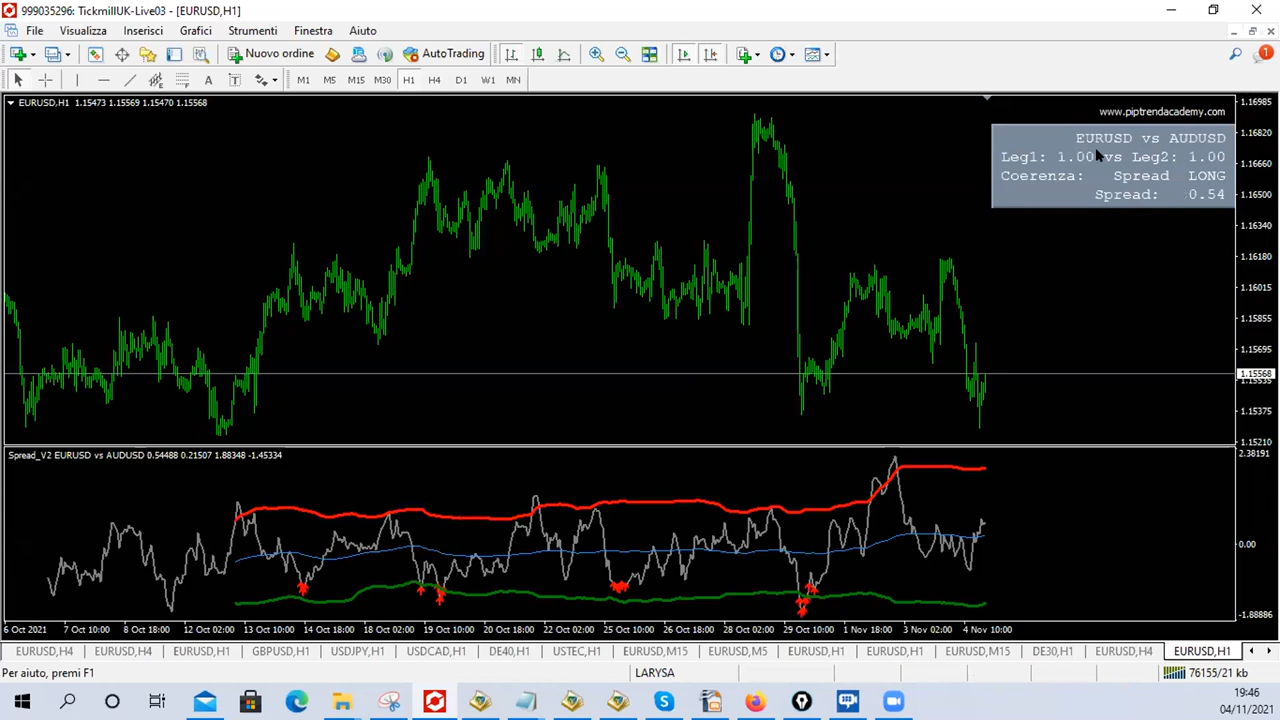 999035296: TickmillUK-Live03 - [EURUSD,H1]
File Visualizza Inserisci Grafici Strumenti Finestra Aiuto
Nuovo ordine AutoTrading
A T M1 M5 M15 M30 H1 H4 D1 W1 MN
EURUSD,H1 1.15473 1.15569 1.15470 1.15568
www.piptrendacademy.com
EURUSD vs AUDUSD
Leg1: 1.00 vs Leg2: 1.00
Coerenza: Spread LONG
Spread: 0.54
1.16985
1.16820
1.16660
1.16500
1.16340
1.16180
1.16015
1.15855
1.15695
1.15568
1.15535
1.15375
1.15210
Spread_V2 EURUSD vs AUDUSD 0.54488 0.21507 1.88348 -1.45334
2.38191
0.00
-1.88886
6 Oct 2021 7 Oct 10:00 8 Oct 18:00 12 Oct 02:00 13 Oct 10:00 14 Oct 18:00 18 Oct 02:00 19 Oct 10:00 20 Oct 18:00 22 Oct 02:00 25 Oct 10:00 26 Oct 18:00 28 Oct 02:00 29 Oct 10:00 1 Nov 18:00 3 Nov 02:00 4 Nov 10:00
EURUSD,H4 EURUSD,H4 EURUSD,H1 GBPUSD,H1 USDJPY,H1 USDCAD,H1 DE40,H1 USTEC,H1 EURUSD,M15 EURUSD,M5 EURUSD,H1 EURUSD,H1 EURUSD,M15 DE30,H1 EURUSD,H4 EURUSD,H1
Per aiuto, premi F1 LARYSA 76155/21 kb
19:46
04/11/2021